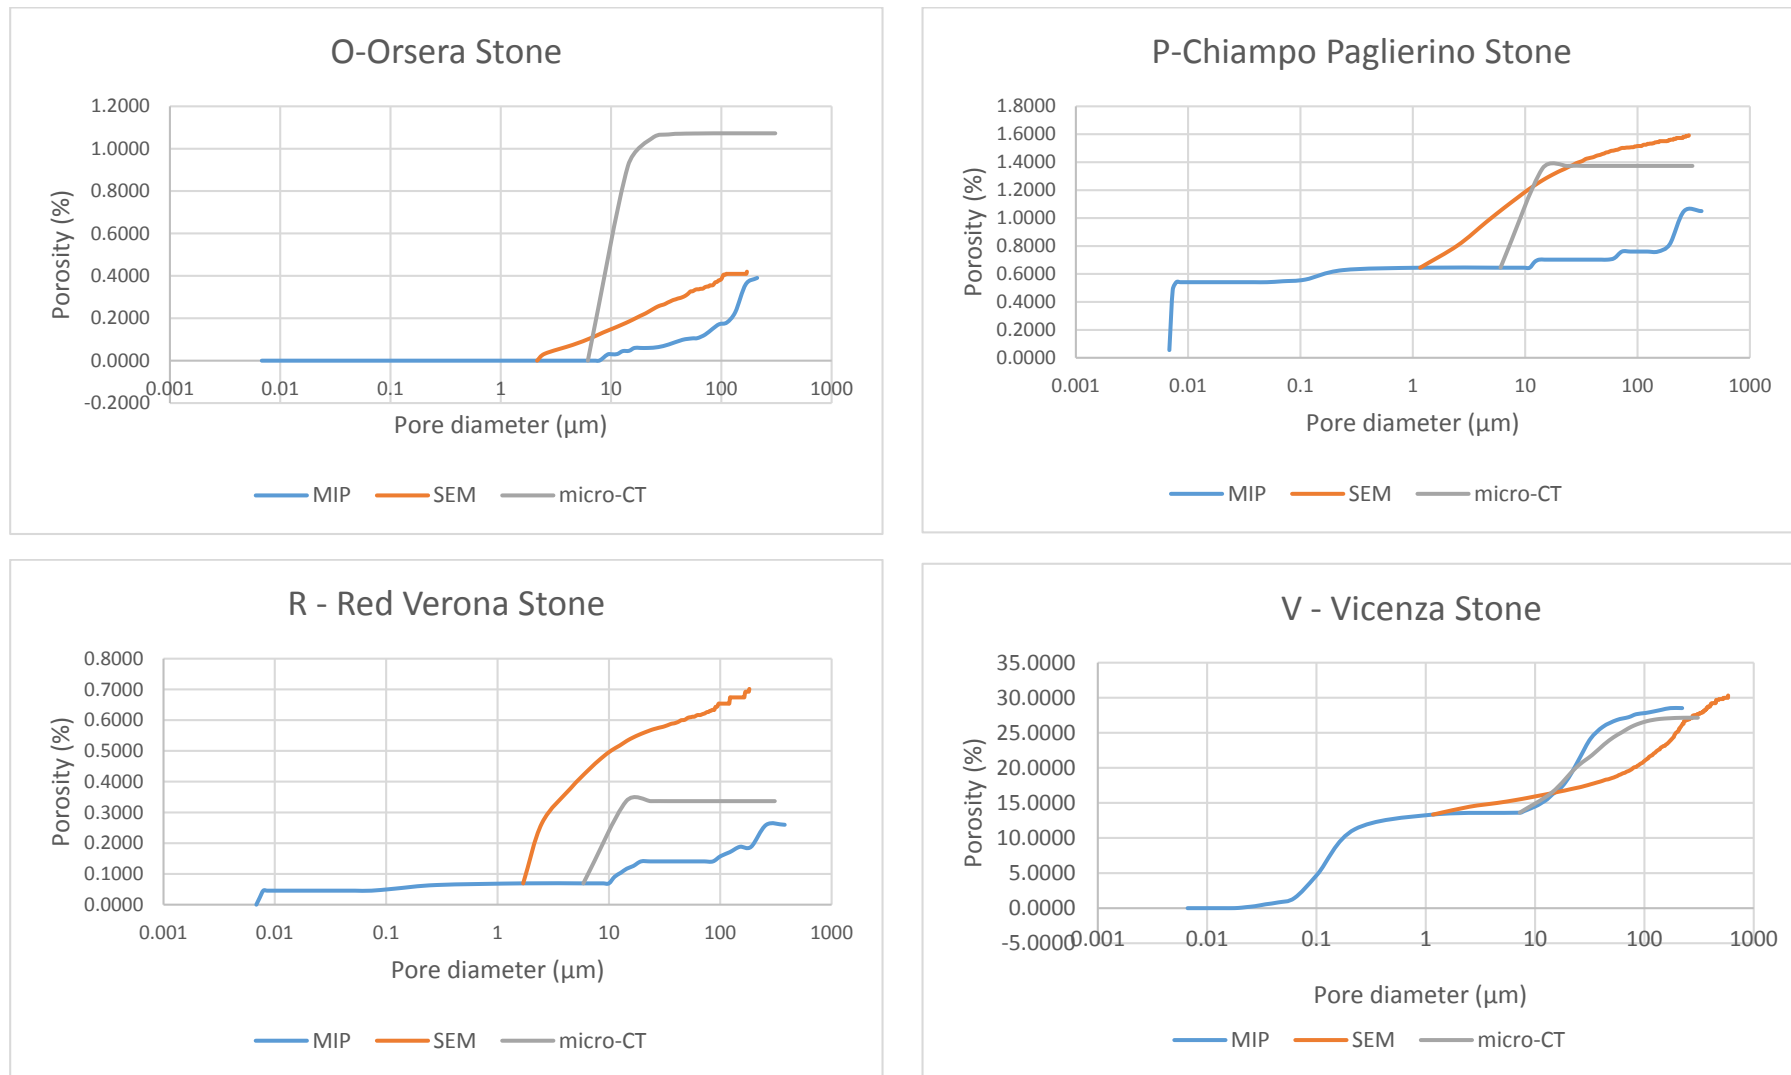 O-Orsera Stone
1.2000
1.0000
0.8000
0.6000
0.4000
0.2000
0.0000
-0.2000
Porosity (%)
0.001 0.01 0.1 1 10 100 1000
Pore diameter (µm)
MIP SEM micro-CT
P-Chiampo Paglierino Stone
1.8000
1.6000
1.4000
1.2000
1.0000
0.8000
0.6000
0.4000
0.2000
0.0000
Porosity (%)
0.001 0.01 0.1 1 10 100 1000
Pore diameter (µm)
MIP SEM micro-CT
R - Red Verona Stone
0.8000
0.7000
0.6000
0.5000
0.4000
0.3000
0.2000
0.1000
0.0000
Porosity (%)
0.001 0.01 0.1 1 10 100 1000
Pore diameter (µm)
MIP SEM micro-CT
V - Vicenza Stone
35.0000
30.0000
25.0000
20.0000
15.0000
10.0000
5.0000
0.0000
-5.0000
Porosity (%)
0.001 0.01 0.1 1 10 100 1000
Pore diameter (µm)
MIP SEM micro-CT